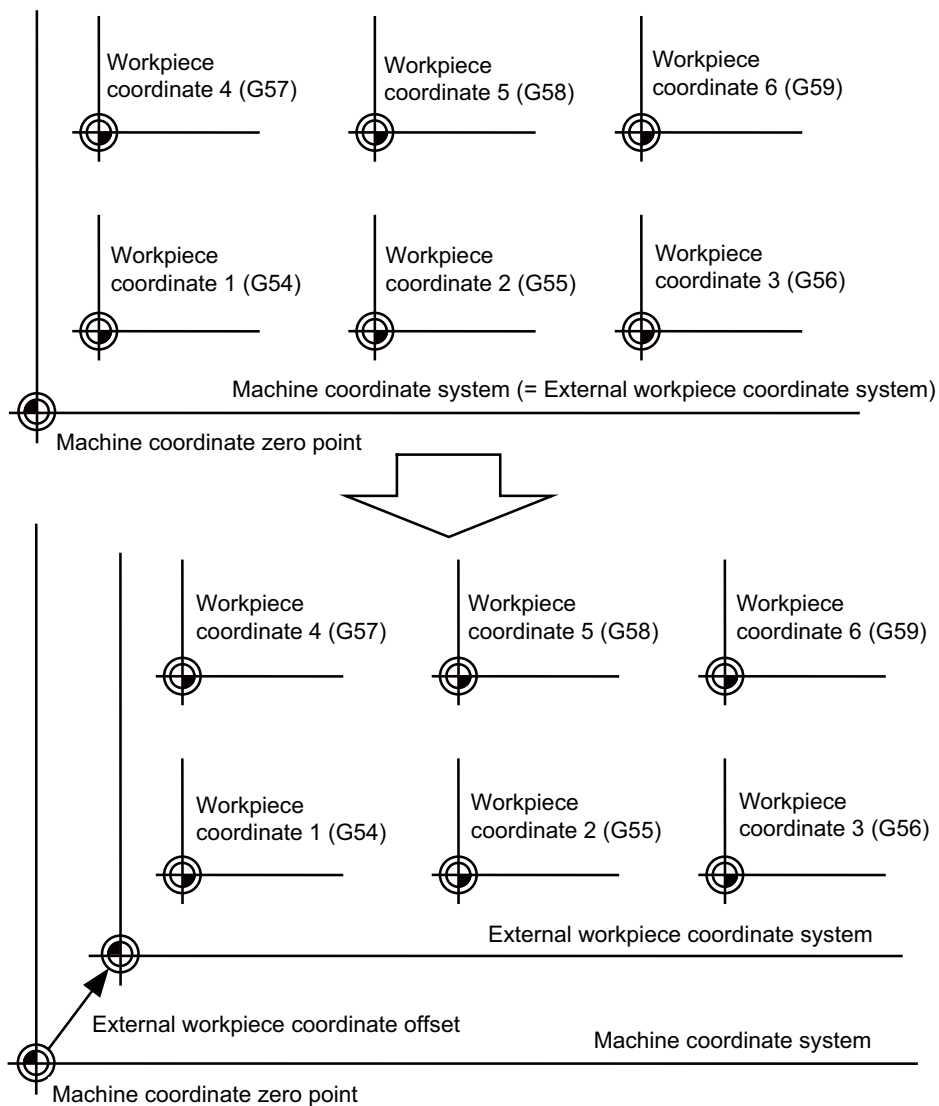 Workpiece
coordinate 4 (G57)
Workpiece
coordinate 5 (G58)
Workpiece
coordinate 6 (G59)
Workpiece
coordinate 1 (G54)
Workpiece
coordinate 2 (G55)
Workpiece
coordinate 3 (G56)
Machine coordinate system (= External workpiece coordinate system)
Machine coordinate zero point
Workpiece
coordinate 4 (G57)
Workpiece
coordinate 5 (G58)
Workpiece
coordinate 6 (G59)
Workpiece
coordinate 1 (G54)
Workpiece
coordinate 2 (G55)
Workpiece
coordinate 3 (G56)
External workpiece coordinate system
External workpiece coordinate offset
Machine coordinate system
Machine coordinate zero point